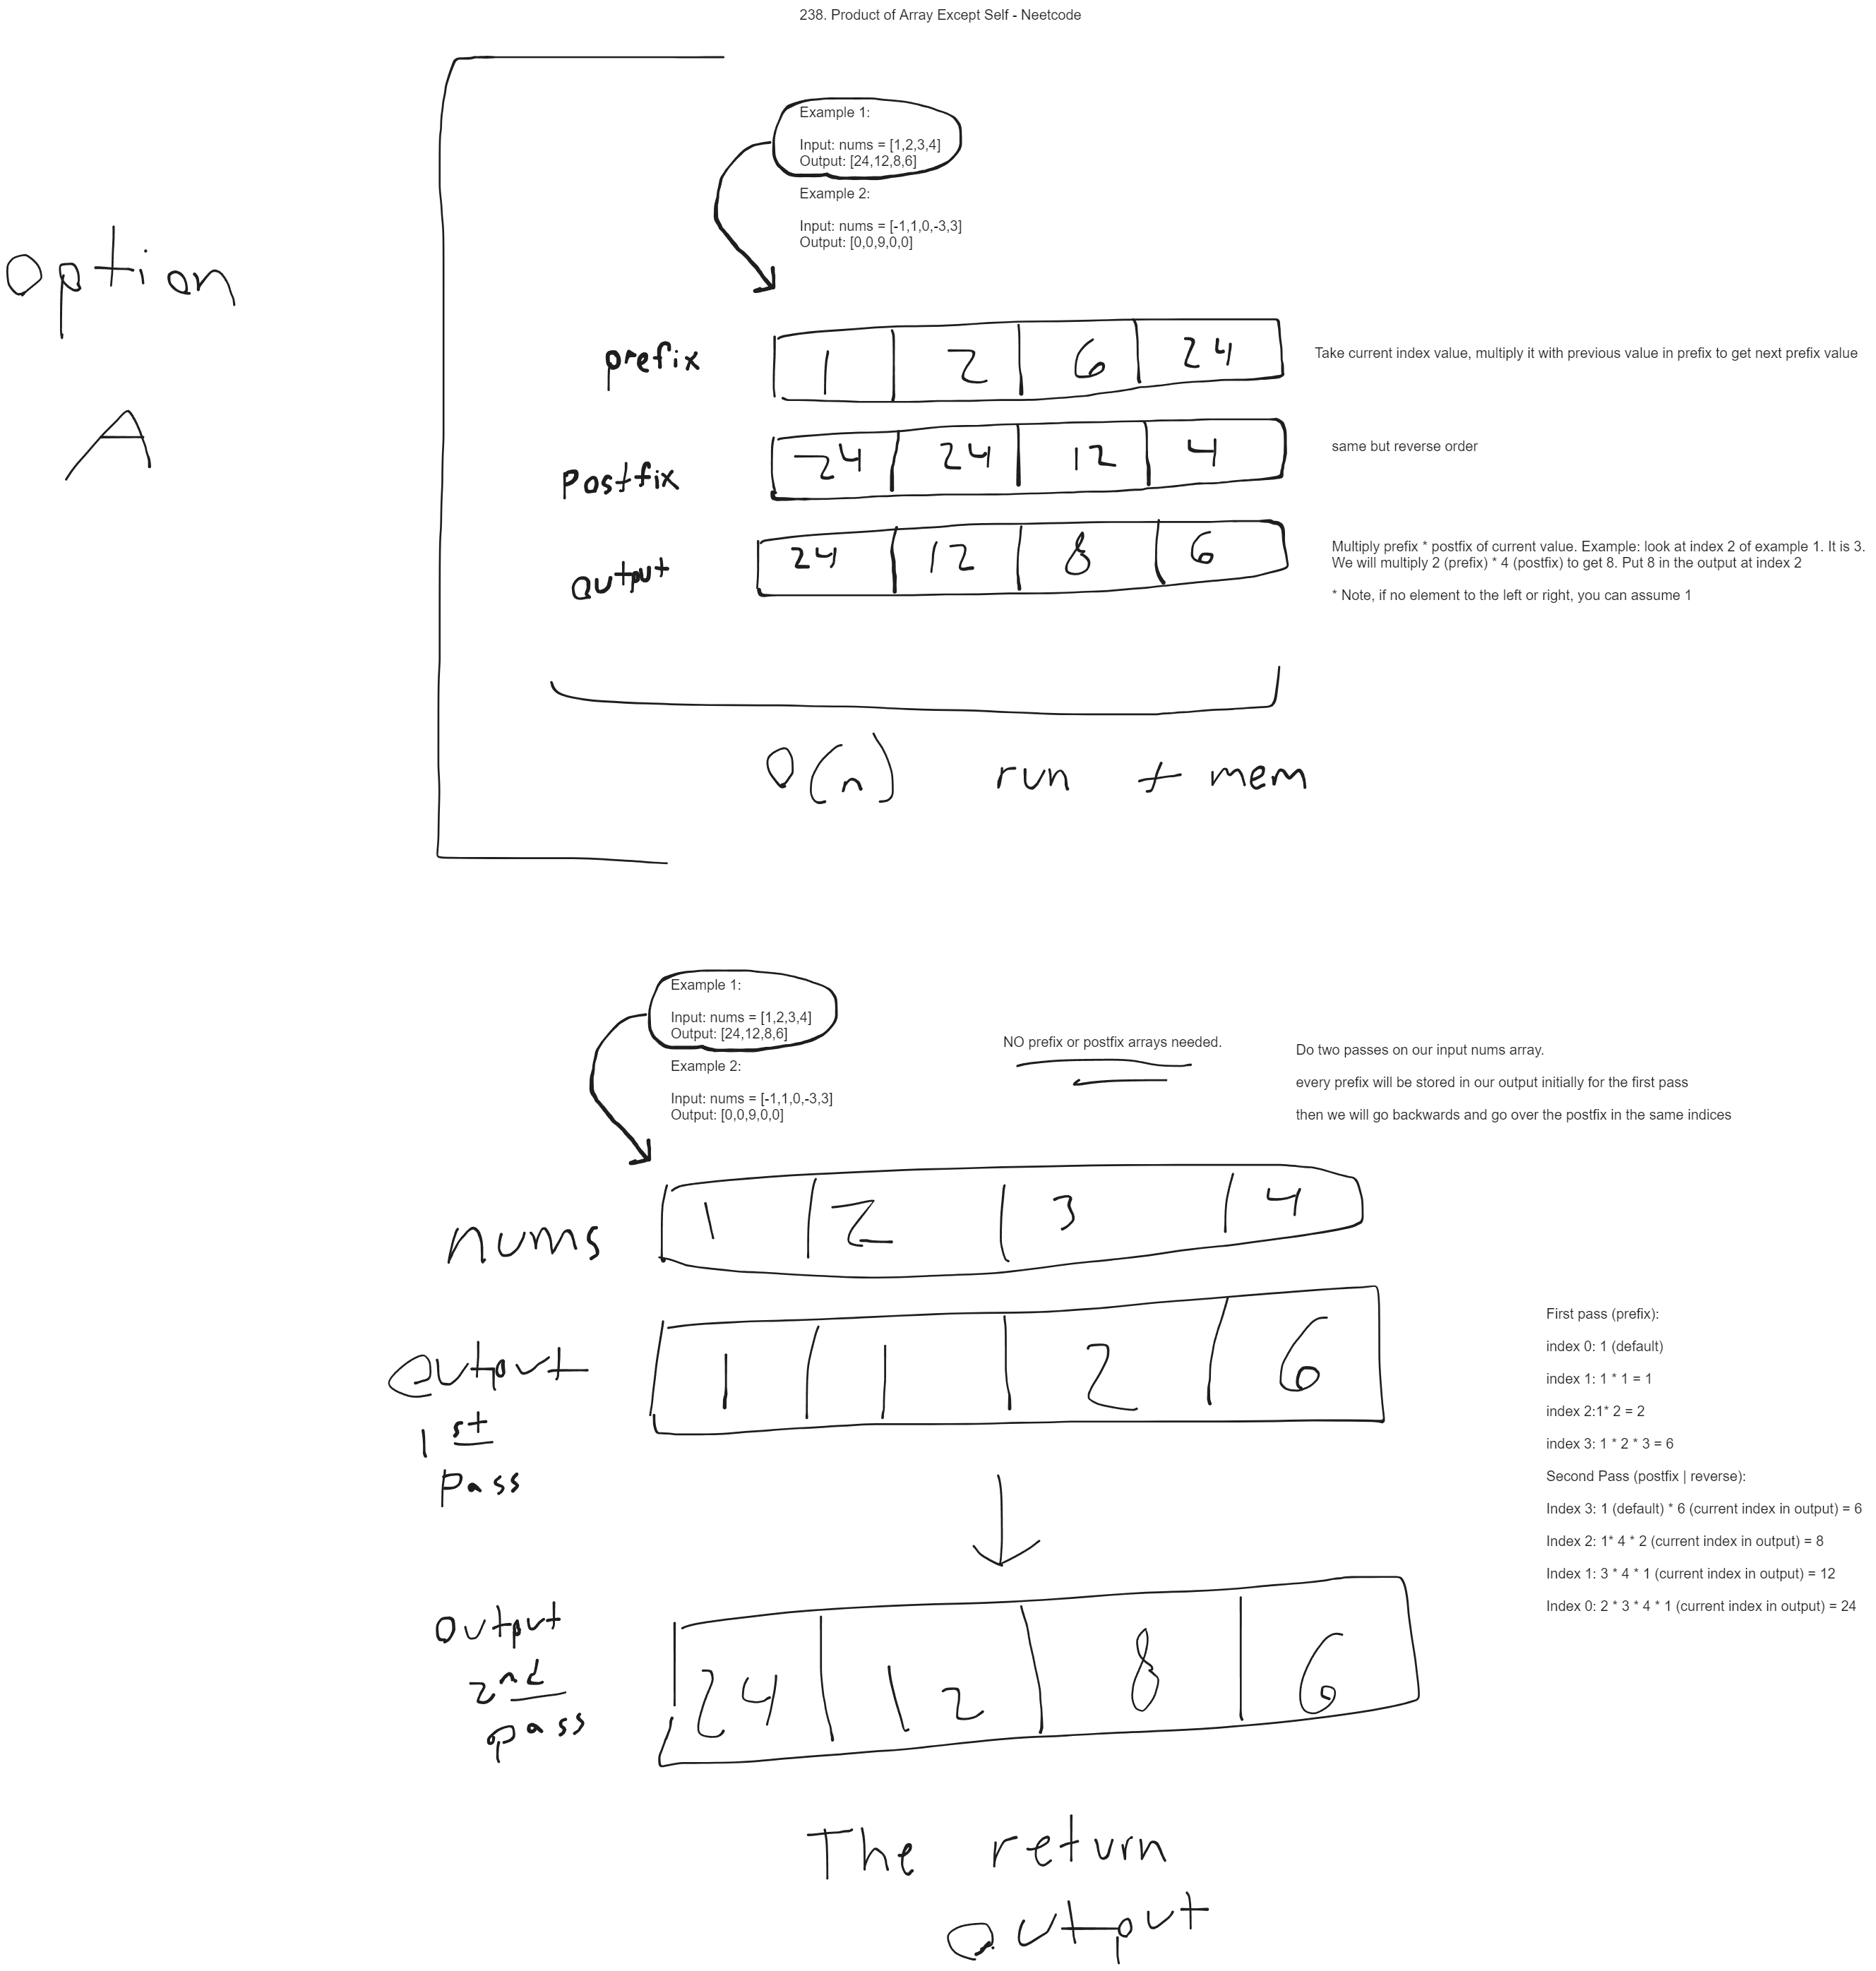 238. Product of Array Except Self - Neetcode
Option
A
Example 1:
Input: nums = [1,2,3,4]
Output: [24,12,8,6]
Example 2:
Input: nums = [-1,1,0,-3,3]
Output: [0,0,9,0,0]
prefix 1 2 6 24
Take current index value, multiply it with previous value in prefix to get next prefix value
Postfix 24 24 12 4
same but reverse order
output 24 12 8 6
Multiply prefix * postfix of current value. Example: look at index 2 of example 1. It is 3.
We will multiply 2 (prefix) * 4 (postfix) to get 8. Put 8 in the output at index 2
* Note, if no element to the left or right, you can assume 1
O(n) run + mem
Example 1:
Input: nums = [1,2,3,4]
Output: [24,12,8,6]
Example 2:
Input: nums = [-1,1,0,-3,3]
Output: [0,0,9,0,0]
NO prefix or postfix arrays needed.
Do two passes on our input nums array.
every prefix will be stored in our output initially for the first pass
then we will go backwards and go over the postfix in the same indices
nums 1 2 3 4
Output 1 1 2 6
1st
Pass
First pass (prefix):
index 0: 1 (default)
index 1: 1 * 1 = 1
index 2:1* 2 = 2
index 3: 1 * 2 * 3 = 6
Second Pass (postfix | reverse):
Index 3: 1 (default) * 6 (current index in output) = 6
Index 2: 1* 4 * 2 (current index in output) = 8
Index 1: 3 * 4 * 1 (current index in output) = 12
Index 0: 2 * 3 * 4 * 1 (current index in output) = 24
Output 24 12 8 6
2nd
pass
The return
output